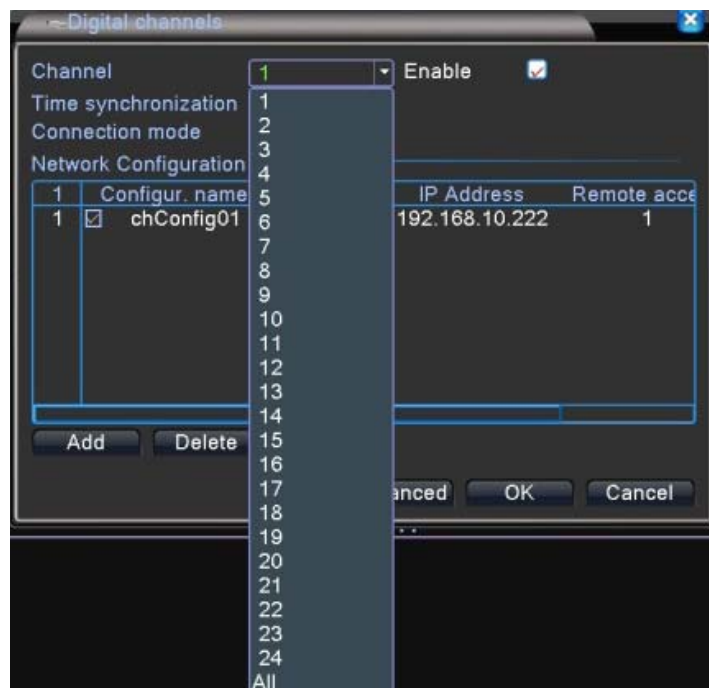 Digital channels
Channel 1 Enable
Time synchronization
Connection mode
Network Configuration
1 Configur. name IP Address Remote acce
1 chConfig01 192.168.10.222 1
1
2
3
4
5
6
7
8
9
10
11
12
13
14
15
16
17
18
19
20
21
22
23
24
All
Add Delete
anced OK Cancel